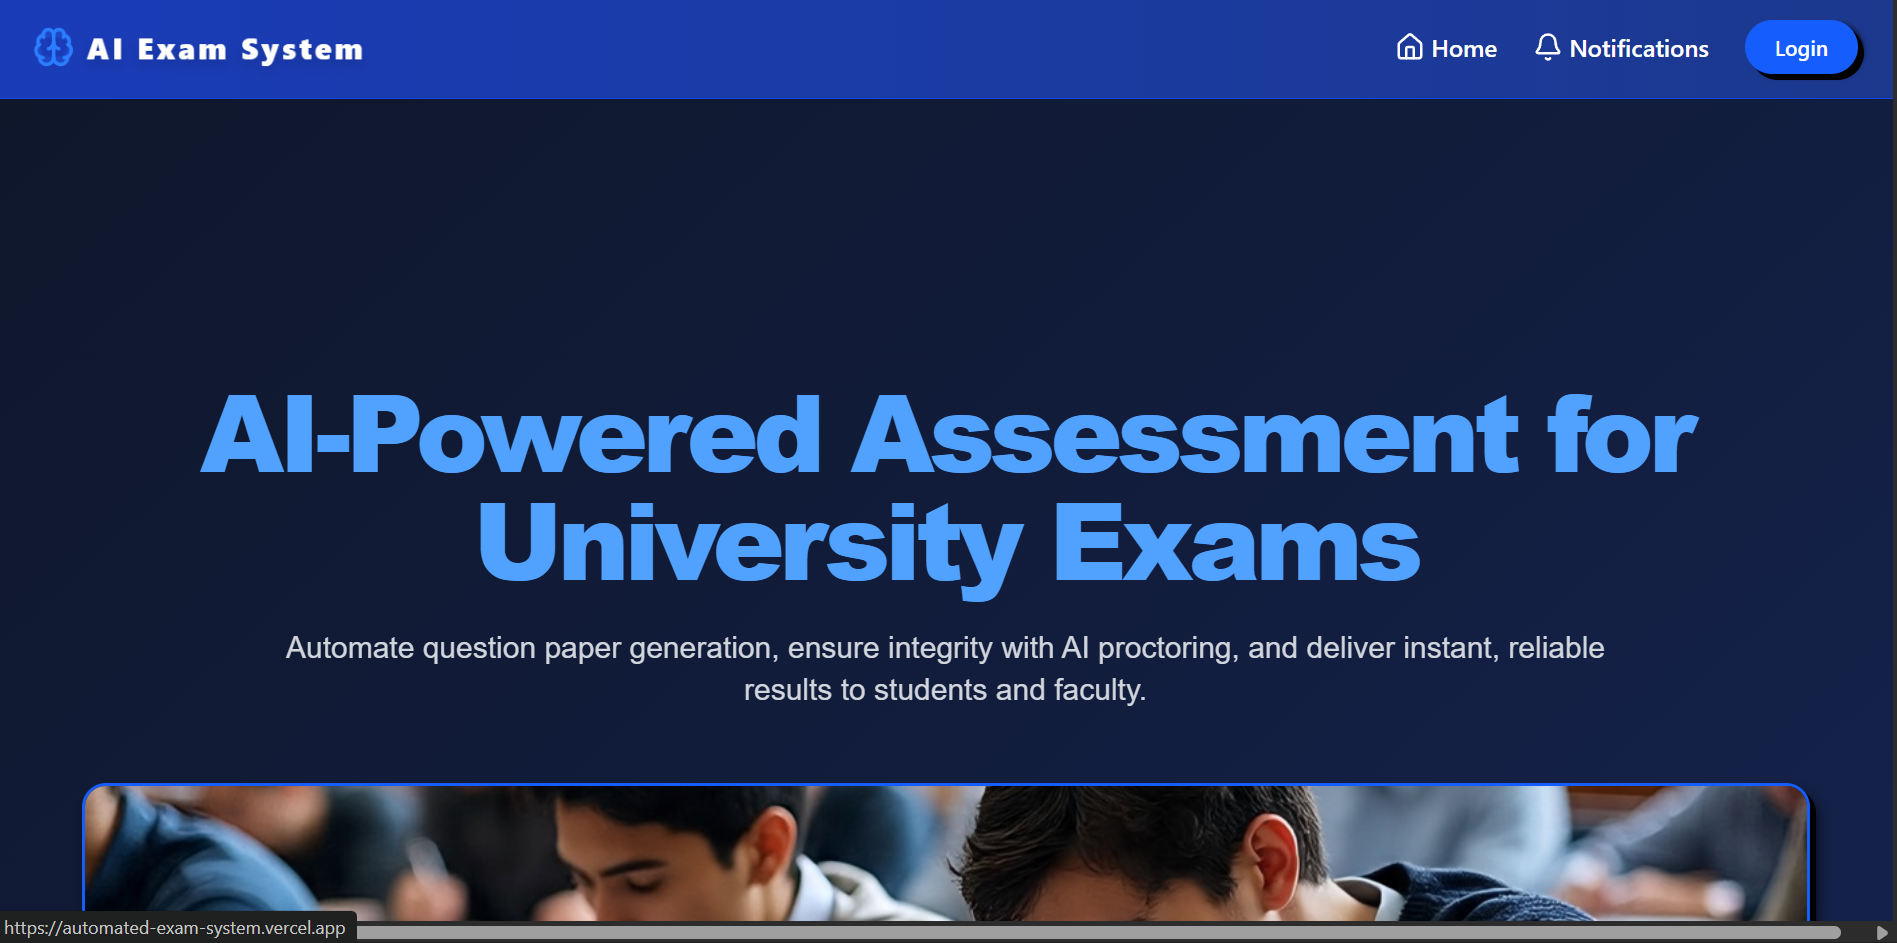 AI Exam System
Home
Notifications
Login
AI-Powered Assessment for
University Exams
Automate question paper generation, ensure integrity with AI proctoring, and deliver instant, reliable
results to students and faculty.
https://automated-exam-system.vercel.app